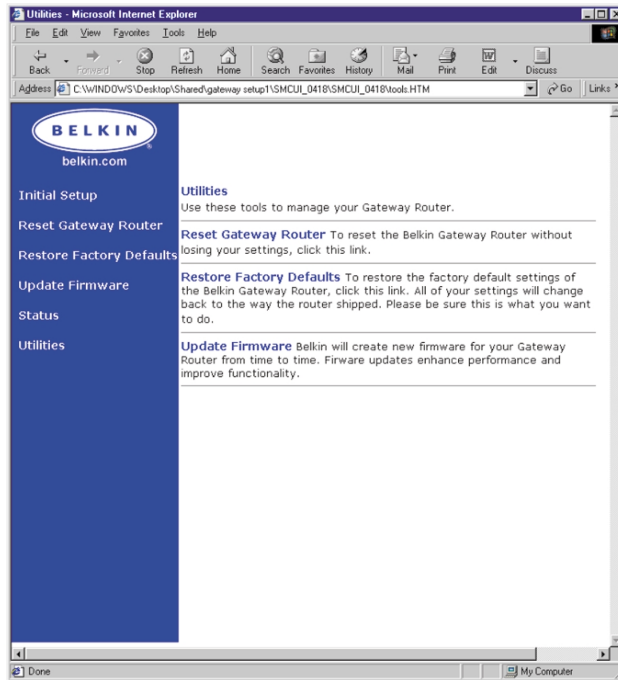 Utilities - Microsoft Internet Explorer
File Edit View Favorites Tools Help
Back Forward Stop Refresh Home Search Favorites History Mail Print Edit Discuss
Address C:\WINDOWS\Desktop\Shared\gateway setup1\SMCUI_0418\SMCUI_0418\tools.HTM Go Links
BELKIN
belkin.com
Initial Setup
Reset Gateway Router
Restore Factory Defaults
Update Firmware
Status
Utilities
Utilities
Use these tools to manage your Gateway Router.
Reset Gateway Router To reset the Belkin Gateway Router without
losing your settings, click this link.
Restore Factory Defaults To restore the factory default settings of
the Belkin Gateway Router, click this link. All of your settings will change
back to the way the router shipped. Please be sure this is what you want
to do.
Update Firmware Belkin will create new firmware for your Gateway
Router from time to time. Firware updates enhance performance and
improve functionality.
Done My Computer